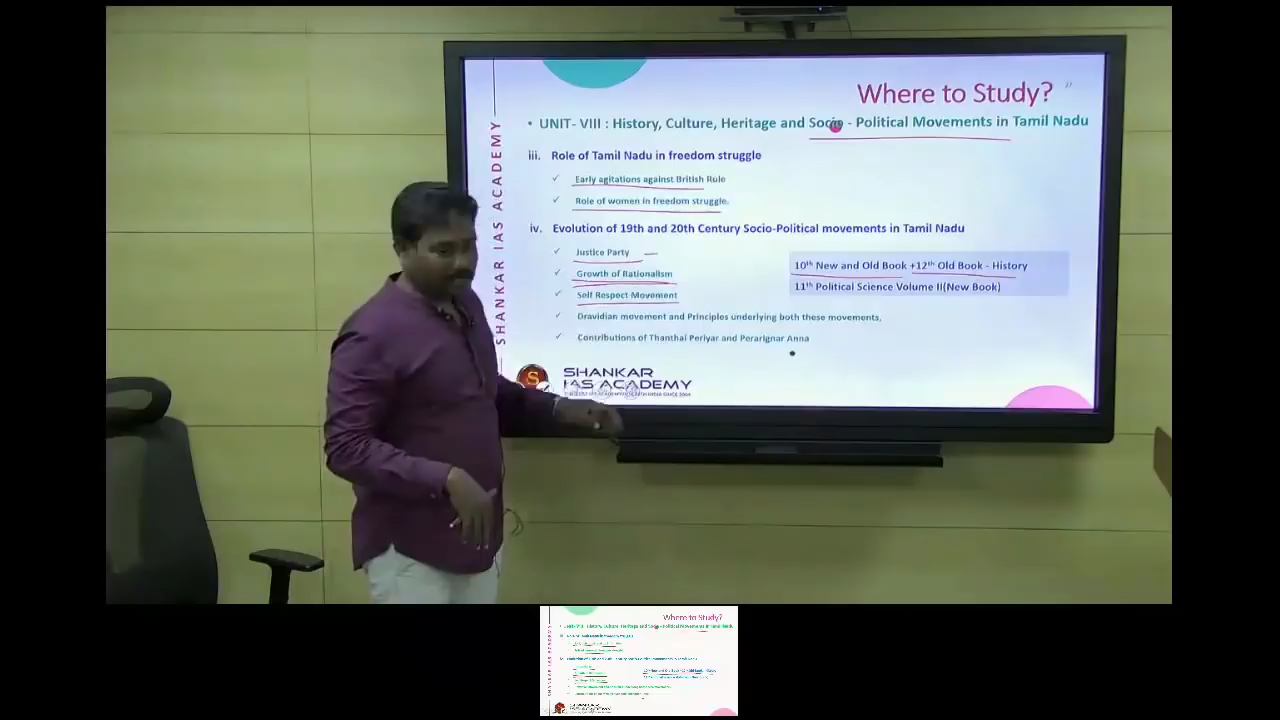 Where to Study?
SHANKAR IAS ACADEMY
• UNIT- VIII : History, Culture, Heritage and Socio - Political Movements in Tamil Nadu
iii. Role of Tamil Nadu in freedom struggle
✓ Early agitations against British Rule
✓ Role of women in freedom struggle.
iv. Evolution of 19th and 20th Century Socio-Political movements in Tamil Nadu
✓ Justice Party
✓ Growth of Rationalism
✓ Self Respect Movement
✓ Dravidian movement and Principles underlying both these movements,
✓ Contributions of Thanthai Periyar and Perarignar Anna
10th New and Old Book +12th Old Book - History
11th Political Science Volume II(New Book)
S
SHANKAR
IAS ACADEMY
Where to Study?